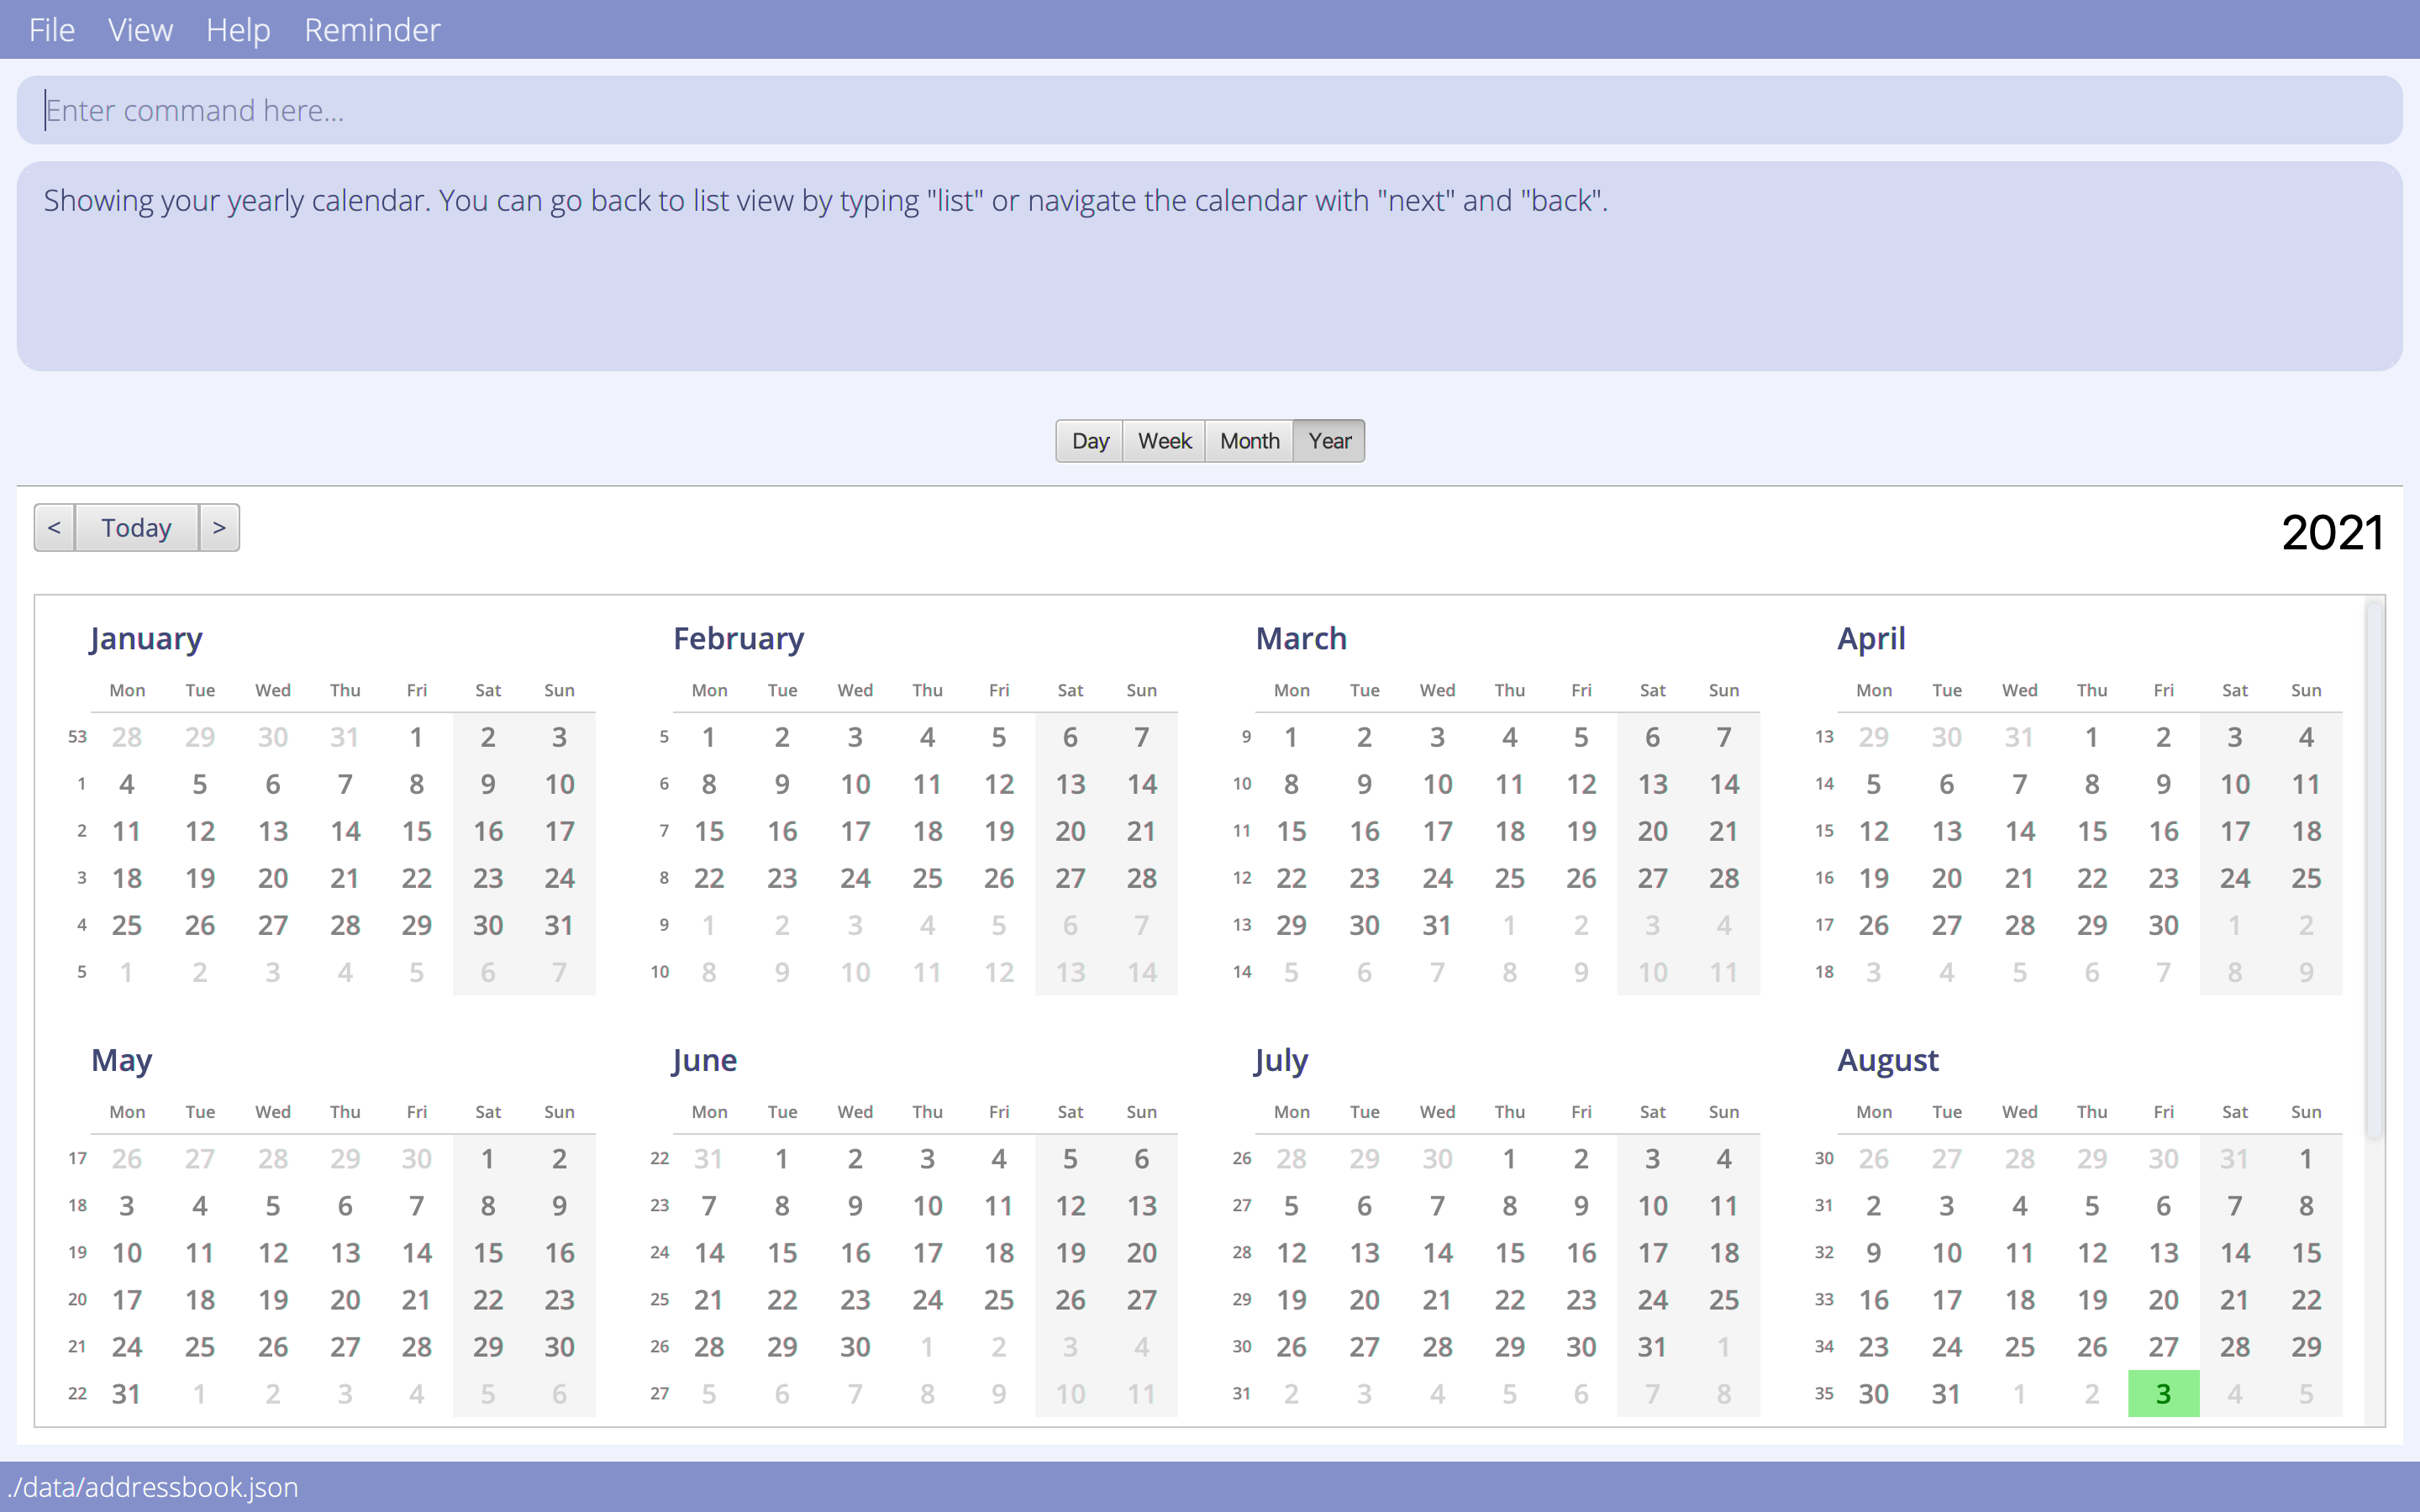 File View Help Reminder
Enter command here...
Showing your yearly calendar. You can go back to list view by typing "list" or navigate the calendar with "next" and "back".
Day Week Month Year
< Today > 2021
January February March April
Mon Tue Wed Thu Fri Sat Sun Mon Tue Wed Thu Fri Sat Sun Mon Tue Wed Thu Fri Sat Sun Mon Tue Wed Thu Fri Sat Sun
53 28 29 30 31 1 2 3 5 1 2 3 4 5 6 7 9 1 2 3 4 5 6 7 13 29 30 31 1 2 3 4
1 4 5 6 7 8 9 10 6 8 9 10 11 12 13 14 10 8 9 10 11 12 13 14 14 5 6 7 8 9 10 11
2 11 12 13 14 15 16 17 7 15 16 17 18 19 20 21 11 15 16 17 18 19 20 21 15 12 13 14 15 16 17 18
3 18 19 20 21 22 23 24 8 22 23 24 25 26 27 28 12 22 23 24 25 26 27 28 16 19 20 21 22 23 24 25
4 25 26 27 28 29 30 31 9 1 2 3 4 5 6 7 13 29 30 31 1 2 3 4 17 26 27 28 29 30 1 2
5 1 2 3 4 5 6 7 10 8 9 10 11 12 13 14 14 5 6 7 8 9 10 11 18 3 4 5 6 7 8 9
May June July August
Mon Tue Wed Thu Fri Sat Sun Mon Tue Wed Thu Fri Sat Sun Mon Tue Wed Thu Fri Sat Sun Mon Tue Wed Thu Fri Sat Sun
17 26 27 28 29 30 1 2 22 31 1 2 3 4 5 6 26 28 29 30 1 2 3 4 30 26 27 28 29 30 31 1
18 3 4 5 6 7 8 9 23 7 8 9 10 11 12 13 27 5 6 7 8 9 10 11 31 2 3 4 5 6 7 8
19 10 11 12 13 14 15 16 24 14 15 16 17 18 19 20 28 12 13 14 15 16 17 18 32 9 10 11 12 13 14 15
20 17 18 19 20 21 22 23 25 21 22 23 24 25 26 27 29 19 20 21 22 23 24 25 33 16 17 18 19 20 21 22
21 24 25 26 27 28 29 30 26 28 29 30 1 2 3 4 30 26 27 28 29 30 31 1 34 23 24 25 26 27 28 29
22 31 1 2 3 4 5 6 27 5 6 7 8 9 10 11 31 2 3 4 5 6 7 8 35 30 31 1 2 3 4 5
./data/addressbook.json